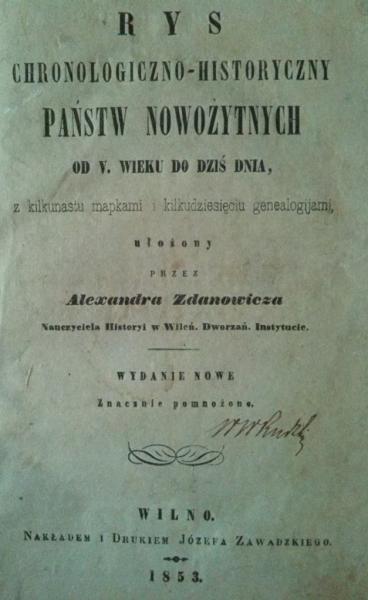 RYS
CHRONOLOGICZNO-HISTORYCZNY
PAŃSTW NOWOŻYTNYCH
OD V. WIEKU DO DZIŚ DNIA,
z kilkunastu mapkami i kilkudziesięciu genealogijami,
ułożony
PRZEZ
Alexandra Zdanowicza
Nauczyciela Historyi w Wileń. Dworzań. Instytucie.
WYDANIE NOWE
Znacznie pomnożone.
WILNO.
NAKŁADEM I DRUKIEM JÓZEFA ZAWADZKIEGO.
1853.